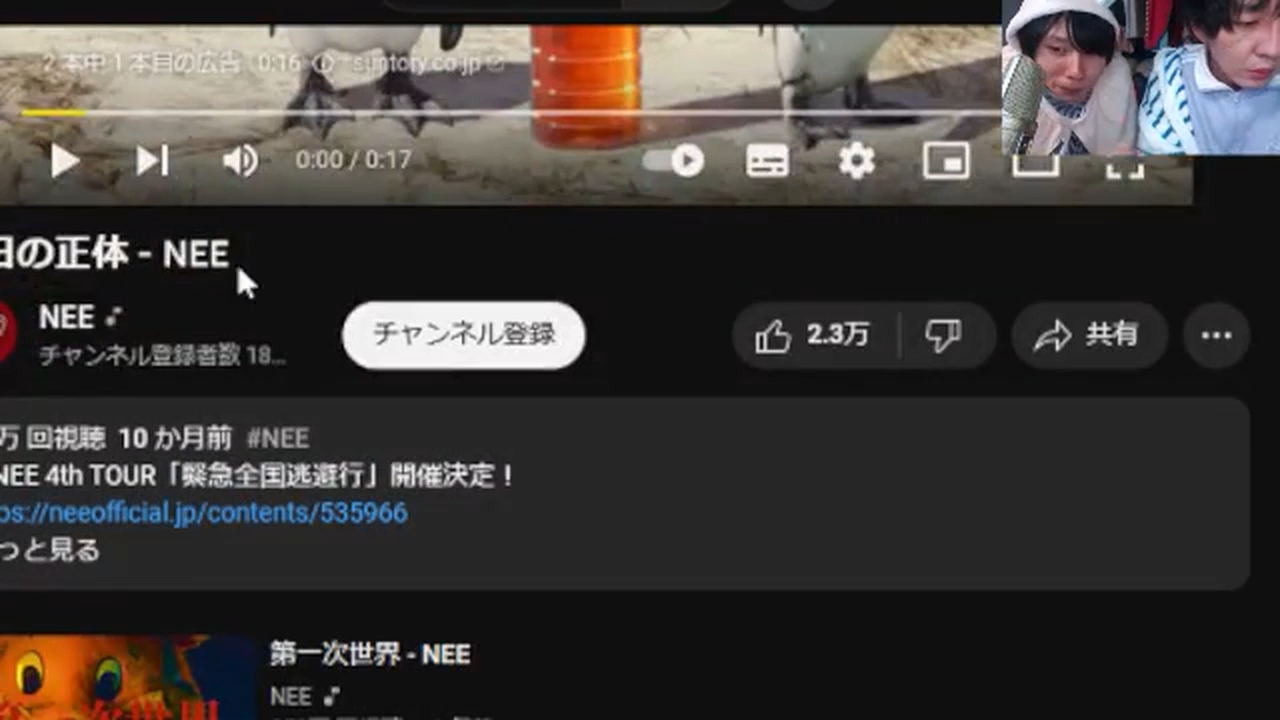 2 本中 1 本目の広告 0:16 suntory.co.jp
0:00 / 0:17
日の正体 - NEE
NEE
チャンネル登録者数 18...
チャンネル登録
2.3万
共有
万 回視聴 10 か月前 #NEE
NEE 4th TOUR「緊急全国逃避行」開催決定！
ps://neeofficial.jp/contents/535966
っと見る
第一次世界 - NEE
NEE